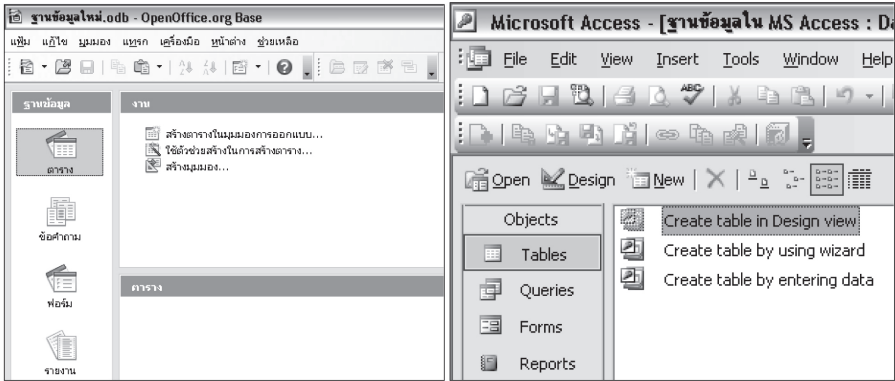 ฐานข้อมูลใหม่.odb - OpenOffice.org Base
แฟ้ม แก้ไข มุมมอง แทรก เครื่องมือ หน้าต่าง ช่วยเหลือ
ฐานข้อมูล
ตาราง
ข้อคำถาม
ฟอร์ม
รายงาน
งาน
สร้างตารางในมุมมองการออกแบบ...
ใช้ตัวช่วยสร้างในการสร้างตาราง...
สร้างมุมมอง...
ตาราง
Microsoft Access - [ฐานข้อมูลใน MS Access : Da
File Edit View Insert Tools Window Help
Open Design New
Objects
Tables
Queries
Forms
Reports
Create table in Design view
Create table by using wizard
Create table by entering data